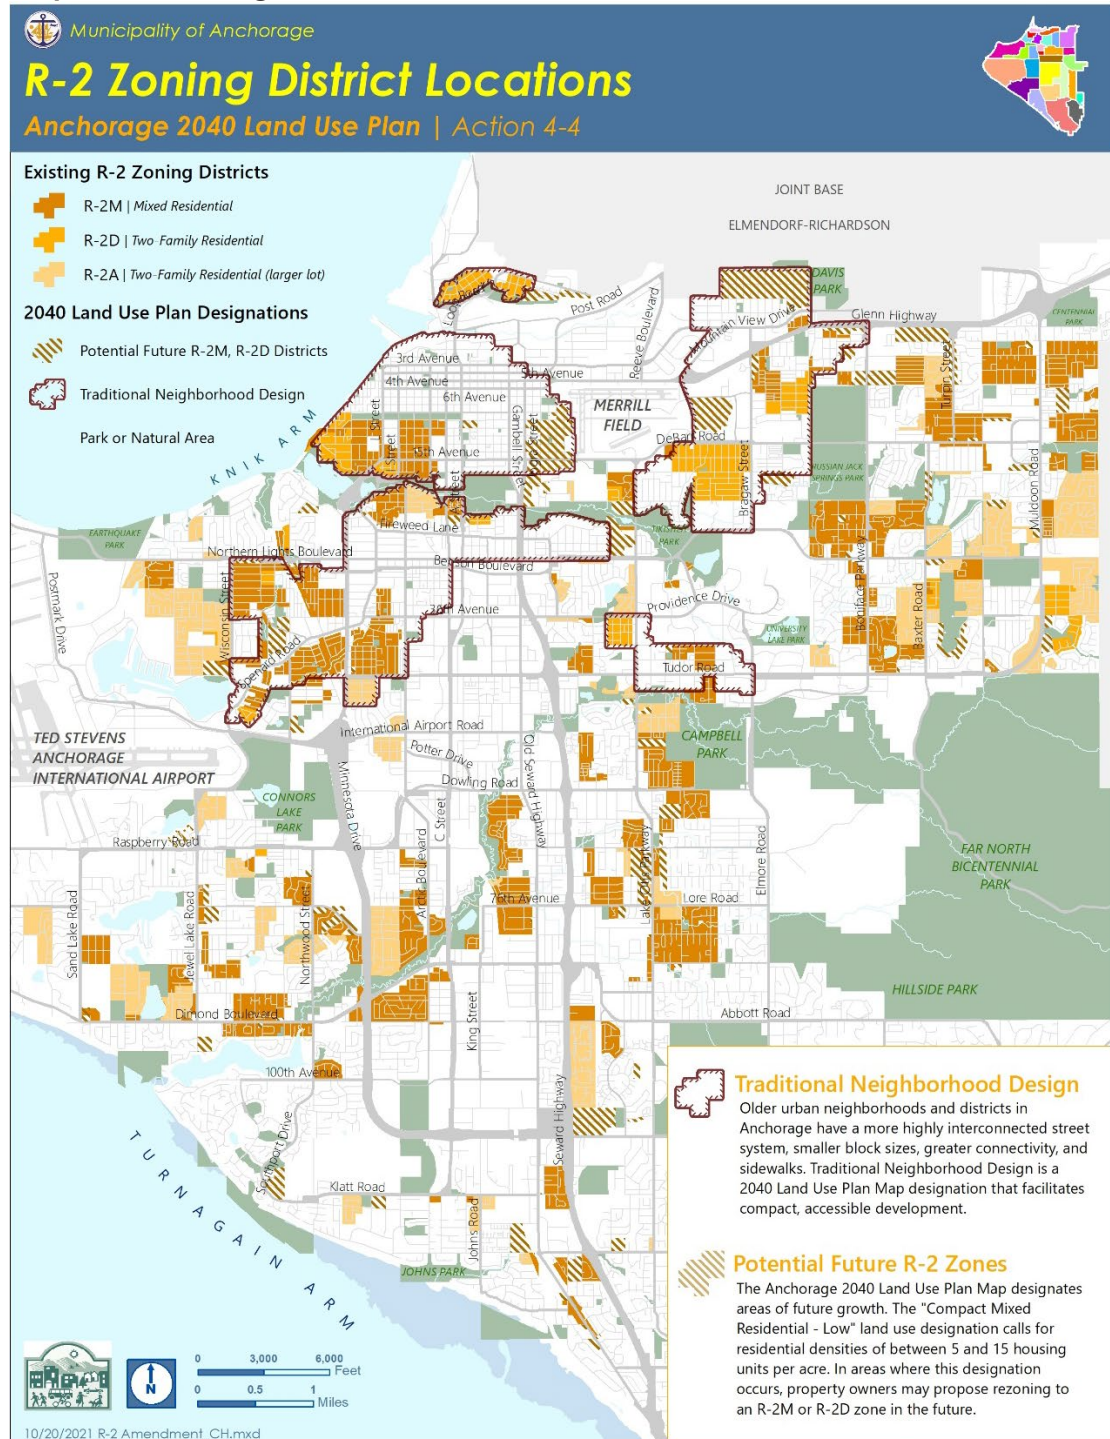 Municipality of Anchorage
R-2 Zoning District Locations
Anchorage 2040 Land Use Plan | Action 4-4
Existing R-2 Zoning Districts
R-2M | Mixed Residential
R-2D | Two-Family Residential
R-2A | Two-Family Residential (larger lot)
2040 Land Use Plan Designations
Potential Future R-2M, R-2D Districts
Traditional Neighborhood Design
Park or Natural Area
JOINT BASE
ELMENDORF-RICHARDSON
DAVIS
PARK
Post Road
Reeve Boulevard
Mountain View Drive
Glenn Highway
CENTENNIAL
PARK
3rd Avenue
5th Avenue
4th Avenue
6th Avenue
MERRILL
FIELD
Gambell Street
L Street
I Street
15th Avenue
DeBarr Road
Bragaw Street
Turpin Street
Muldoon Road
RUSSIAN JACK
SPRINGS PARK
KNIK ARM
EARTHQUAKE
PARK
Fireweed Lane
Northern Lights Boulevard
Benson Boulevard
PARK
Postmark Drive
Wisconsin Street
36th Avenue
Providence Drive
UNIVERSITY
LAKE PARK
Boniface Parkway
Baxter Road
Spenard Road
Tudor Road
TED STEVENS
ANCHORAGE
INTERNATIONAL AIRPORT
International Airport Road
Potter Drive
Dowling Road
Old Seward Highway
CAMPBELL
PARK
CONNORS
LAKE
PARK
Minnesota Drive
C Street
Arctic Boulevard
Raspberry Road
Elmore Road
FAR NORTH
BICENTENNIAL
PARK
Sand Lake Road
Jewel Lake Road
Northwood Street
76th Avenue
Lore Road
HILLSIDE PARK
Dimond Boulevard
King Street
Abbott Road
100th Avenue
Seward Highway
Southport Drive
Klatt Road
Johns Road
JOHNS PARK
TURNAGAIN ARM
Traditional Neighborhood Design
Older urban neighborhoods and districts in
Anchorage have a more highly interconnected street
system, smaller block sizes, greater connectivity, and
sidewalks. Traditional Neighborhood Design is a
2040 Land Use Plan Map designation that facilitates
compact, accessible development.
Potential Future R-2 Zones
The Anchorage 2040 Land Use Plan Map designates
areas of future growth. The "Compact Mixed
Residential - Low" land use designation calls for
residential densities of between 5 and 15 housing
units per acre. In areas where this designation
occurs, property owners may propose rezoning to
an R-2M or R-2D zone in the future.
N
0 3,000 6,000
Feet
0 0.5 1
Miles
10/20/2021 R-2 Amendment_CH.mxd